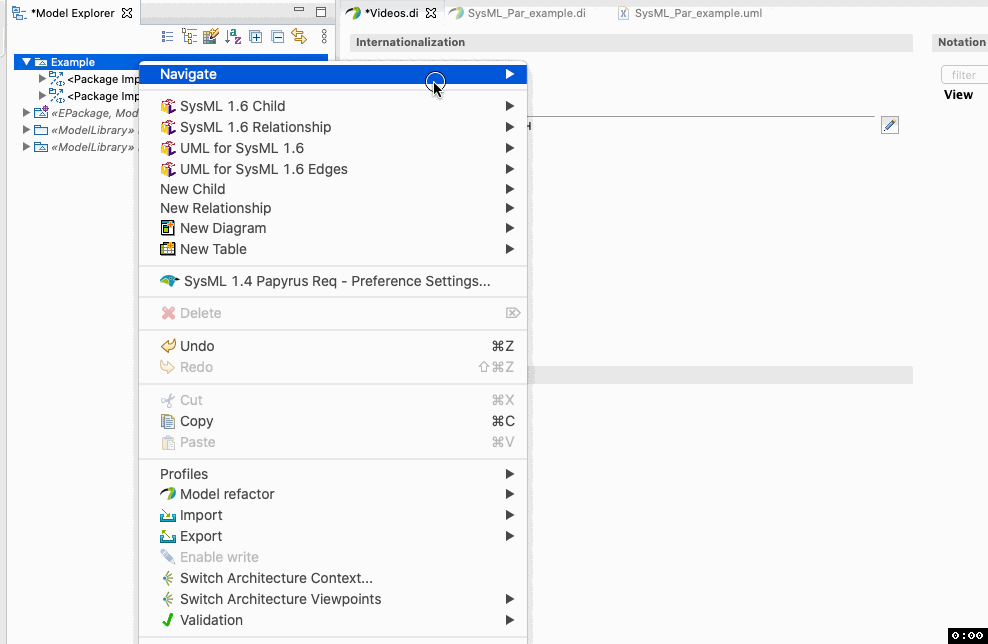 *Model Explorer
*Videos.di
SysML_Par_example.di
SysML_Par_example.uml
Internationalization
Notation
Example
<Package Imp
<Package Imp
«EPackage, Mod
«ModelLibrary»
«ModelLibrary»
filter
View
Navigate
SysML 1.6 Child
SysML 1.6 Relationship
UML for SysML 1.6
UML for SysML 1.6 Edges
New Child
New Relationship
New Diagram
New Table
SysML 1.4 Papyrus Req - Preference Settings...
Delete ⌦
Undo ⌘Z
Redo ⇧⌘Z
Cut ⌘X
Copy ⌘C
Paste ⌘V
Profiles
Model refactor
Import
Export
Enable write
Switch Architecture Context...
Switch Architecture Viewpoints
Validation
0:00